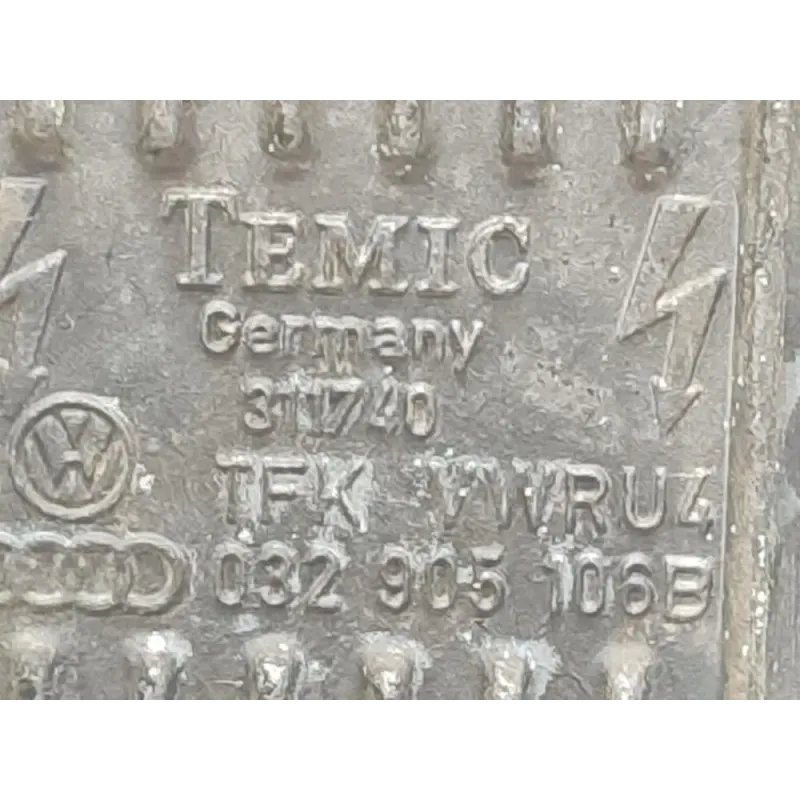 TEMIC
Germany
311740
TFK VWRU4
032 905 106B